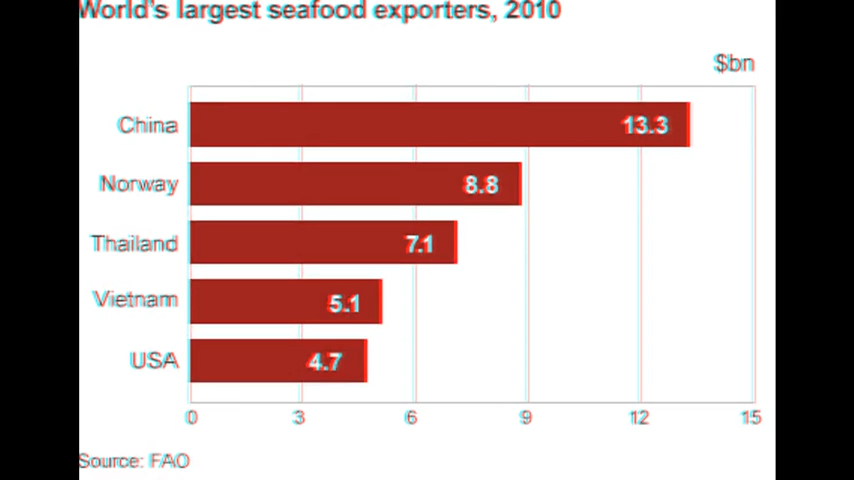 World's largest seafood exporters, 2010
$bn
China 13.3
Norway 8.8
Thailand 7.1
Vietnam 5.1
USA 4.7
0 3 6 9 12 15
Source: FAO